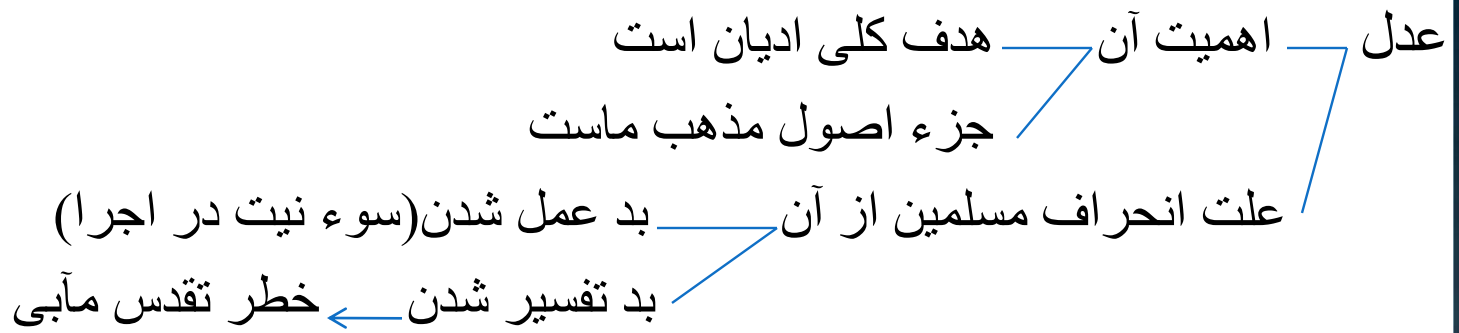 عدل اهمیت آن هدف کلی ادیان است
جزء اصول مذهب ماست
علت انحراف مسلمین از آن بد عمل شدن(سوء نیت در اجرا)
بد تفسیر شدن خطر تقدس مآبی